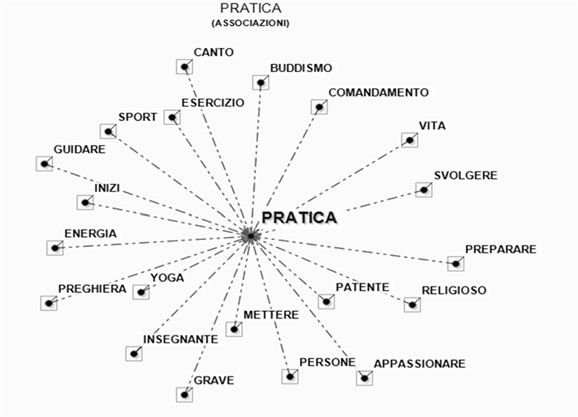 PRATICA
(ASSOCIAZIONI)
CANTO
BUDDISMO
COMANDAMENTO
ESERCIZIO
SPORT
VITA
GUIDARE
SVOLGERE
INIZI
PRATICA
ENERGIA
PREPARARE
YOGA
PREGHIERA
PATENTE
RELIGIOSO
METTERE
INSEGNANTE
PERSONE
APPASSIONARE
GRAVE